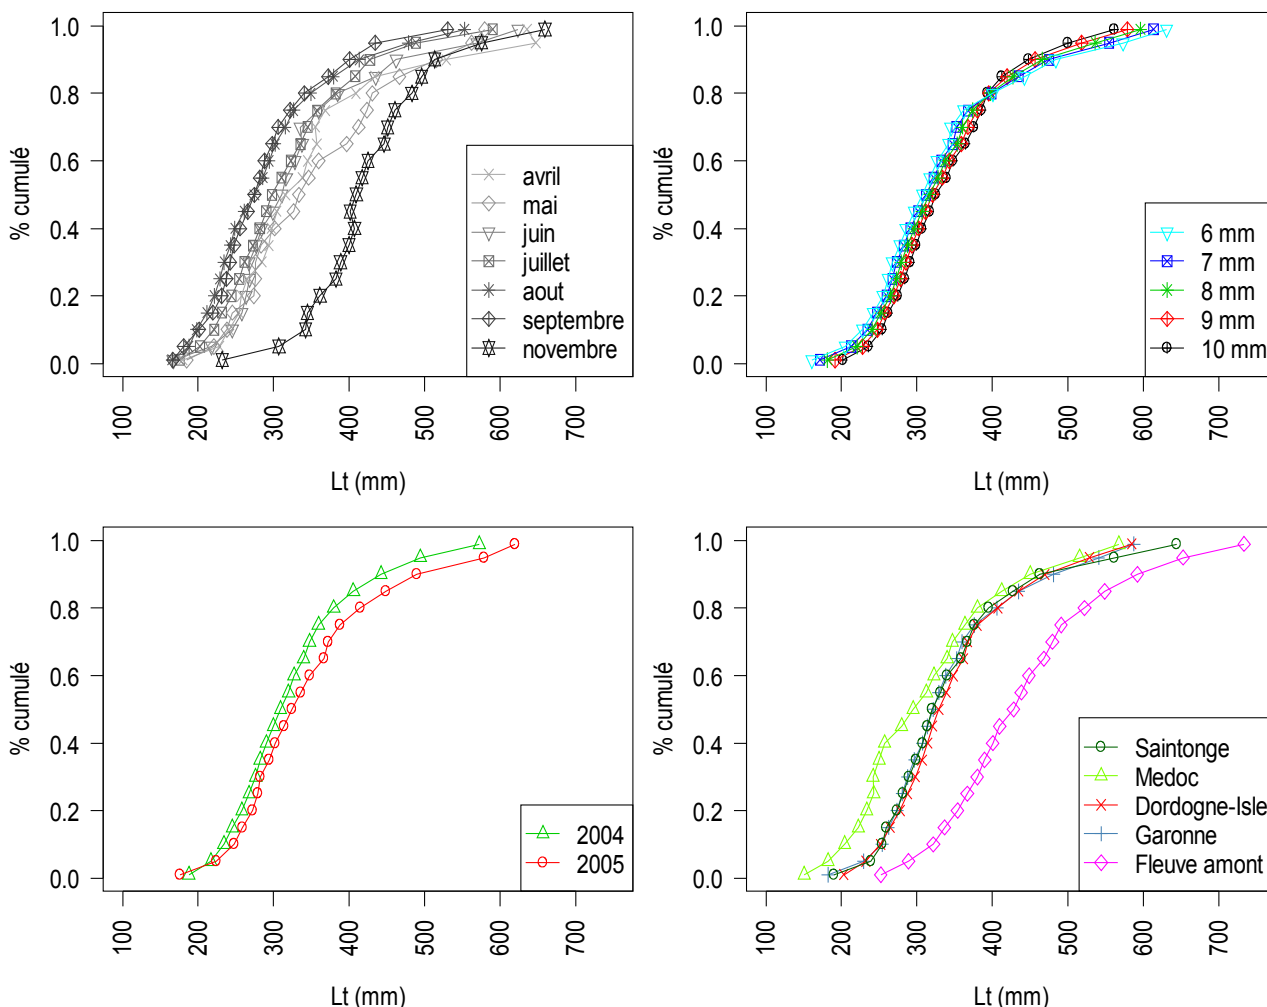 1.0
0.8
0.6
0.4
0.2
0.0
% cumulé
100
200
300
400
500
600
700
Lt (mm)
avril
mai
juin
juillet
aout
septembre
novembre
1.0
0.8
0.6
0.4
0.2
0.0
% cumulé
100
200
300
400
500
600
700
Lt (mm)
6 mm
7 mm
8 mm
9 mm
10 mm
1.0
0.8
0.6
0.4
0.2
0.0
% cumulé
100
200
300
400
500
600
700
Lt (mm)
2004
2005
1.0
0.8
0.6
0.4
0.2
0.0
% cumulé
100
200
300
400
500
600
700
Lt (mm)
Saintonge
Medoc
Dordogne-Isle
Garonne
Fleuve amont